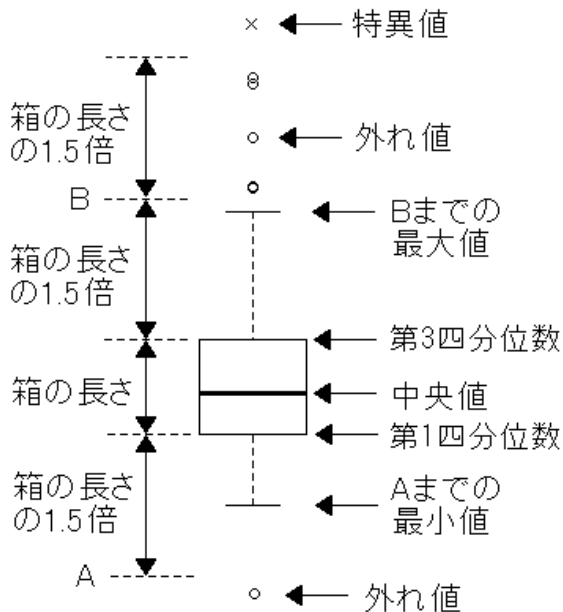 特異値
箱の長さ
の1.5倍
外れ値
B
Bまでの
最大値
箱の長さ
の1.5倍
第3四分位数
箱の長さ
中央値
第1四分位数
箱の長さ
の1.5倍
Aまでの
最小値
A
外れ値